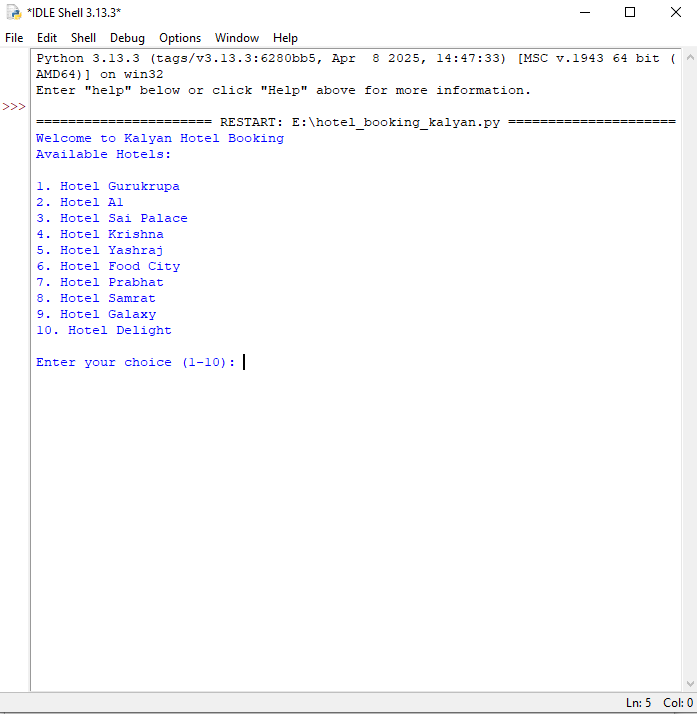 *IDLE Shell 3.13.3*
File Edit Shell Debug Options Window Help
Python 3.13.3 (tags/v3.13.3:6280bb5, Apr  8 2025, 14:47:33) [MSC v.1943 64 bit (
AMD64)] on win32
Enter "help" below or click "Help" above for more information.
>>>
====================== RESTART: E:\hotel_booking_kalyan.py =====================
Welcome to Kalyan Hotel Booking
Available Hotels:
1. Hotel Gurukrupa
2. Hotel A1
3. Hotel Sai Palace
4. Hotel Krishna
5. Hotel Yashraj
6. Hotel Food City
7. Hotel Prabhat
8. Hotel Samrat
9. Hotel Galaxy
10. Hotel Delight
Enter your choice (1-10):
Ln: 5 Col: 0